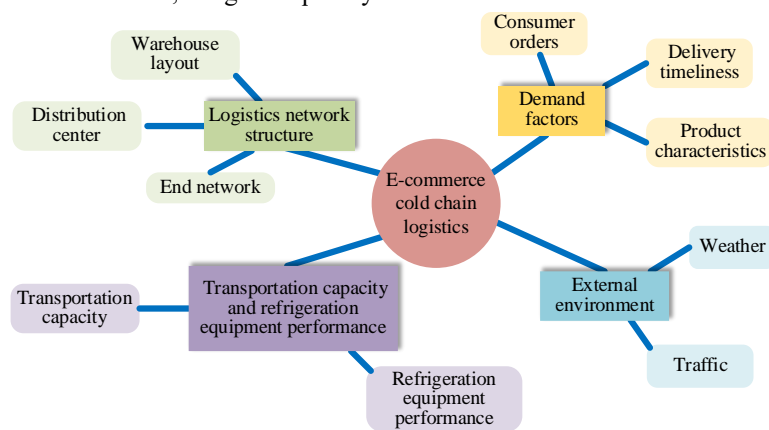 Warehouse
layout
Distribution
center
Logistics network
structure
End network
Consumer
orders
Delivery
timeliness
Demand
factors
Product
characteristics
E-commerce
cold chain
logistics
Transportation
capacity
Transportation capacity
and refrigeration
equipment performance
Refrigeration
equipment
performance
Weather
External
environment
Traffic